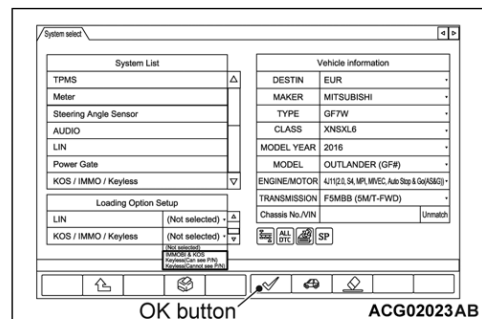 System select
System List
TPMS
Meter
Steering Angle Sensor
AUDIO
LIN
Power Gate
KOS / IMMO / Keyless
Loading Option Setup
LIN (Not selected)
KOS / IMMO / Keyless (Not selected)
(Not selected)
IMMOBI & KOS
Keyless(Can see P/N)
Keyless(Cannot see P/N)
Vehicle information
DESTIN EUR
MAKER MITSUBISHI
TYPE GF7W
CLASS XNSXL6
MODEL YEAR 2016
MODEL OUTLANDER (GF#)
ENGINE/MOTOR 4J11(2.0, S4, MPI, MIVEC, Auto Stop & Go(AS&G))
TRANSMISSION F5MBB (5M/T-FWD)
Chassis No./VIN Unmatch
ALL DTC SP
OK button
ACG02023AB